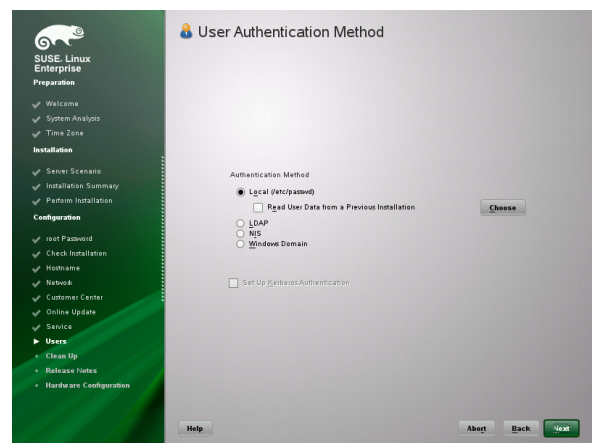 SUSE. Linux
Enterprise
Preparation
Welcome
System Analysis
Time Zone
Installation
Server Scenario
Installation Summary
Perform Installation
Configuration
root Password
Check Installation
Hostname
Network
Customer Center
Online Update
Service
Users
Clean Up
Release Notes
Hardware Configuration
User Authentication Method
Authentication Method
Local (/etc/passwd)
Read User Data from a Previous Installation
Choose
LDAP
NIS
Windows Domain
Set Up Kerberos Authentication
Help
Abort
Back
Next